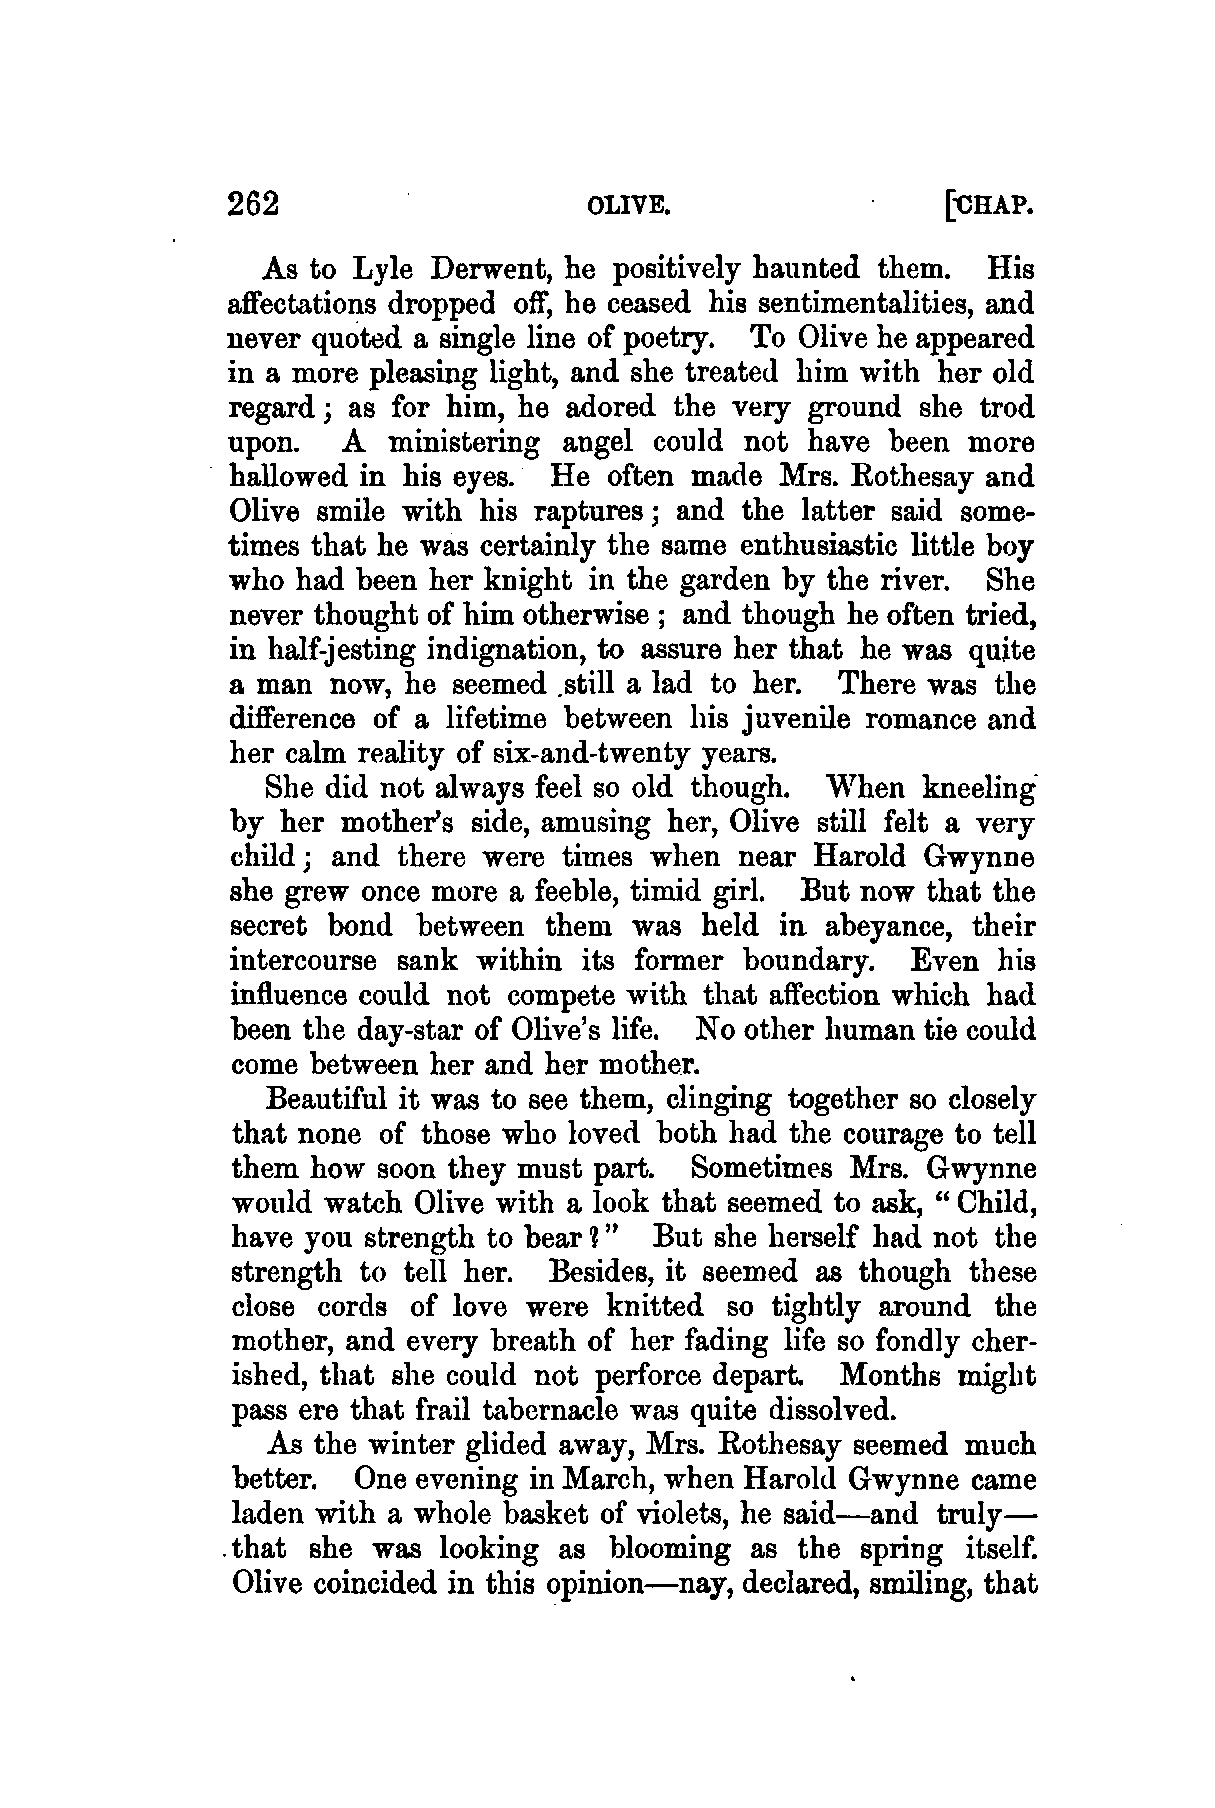 262 OLIVE. [CHAP.
As to Lyle Derwent, he positively haunted them. His
affectations dropped off, he ceased his sentimentalities, and
never quoted a single line of poetry. To Olive he appeared
in a more pleasing light, and she treated him with her old
regard; as for him, he adored the very ground she trod
upon. A ministering angel could not have been more
hallowed in his eyes. He often made Mrs. Rothesay and
Olive smile with his raptures; and the latter said some-
times that he was certainly the same enthusiastic little boy
who had been her knight in the garden by the river. She
never thought of him otherwise; and though he often tried,
in half-jesting indignation, to assure her that he was quite
a man now, he seemed still a lad to her. There was the
difference of a lifetime between his juvenile romance and
her calm reality of six-and-twenty years.
She did not always feel so old though. When kneeling
by her mother's side, amusing her, Olive still felt a very
child; and there were times when near Harold Gwynne
she grew once more a feeble, timid girl. But now that the
secret bond between them was held in abeyance, their
intercourse sank within its former boundary. Even his
influence could not compete with that affection which had
been the day-star of Olive's life. No other human tie could
come between her and her mother.
Beautiful it was to see them, clinging together so closely
that none of those who loved both had the courage to tell
them how soon they must part. Sometimes Mrs. Gwynne
would watch Olive with a look that seemed to ask, "Child,
have you strength to bear?" But she herself had not the
strength to tell her. Besides, it seemed as though these
close cords of love were knitted so tightly around the
mother, and every breath of her fading life so fondly cher-
ished, that she could not perforce depart. Months might
pass ere that frail tabernacle was quite dissolved.
As the winter glided away, Mrs. Rothesay seemed much
better. One evening in March, when Harold Gwynne came
laden with a whole basket of violets, he said—and truly—
that she was looking as blooming as the spring itself.
Olive coincided in this opinion—nay, declared, smiling, that